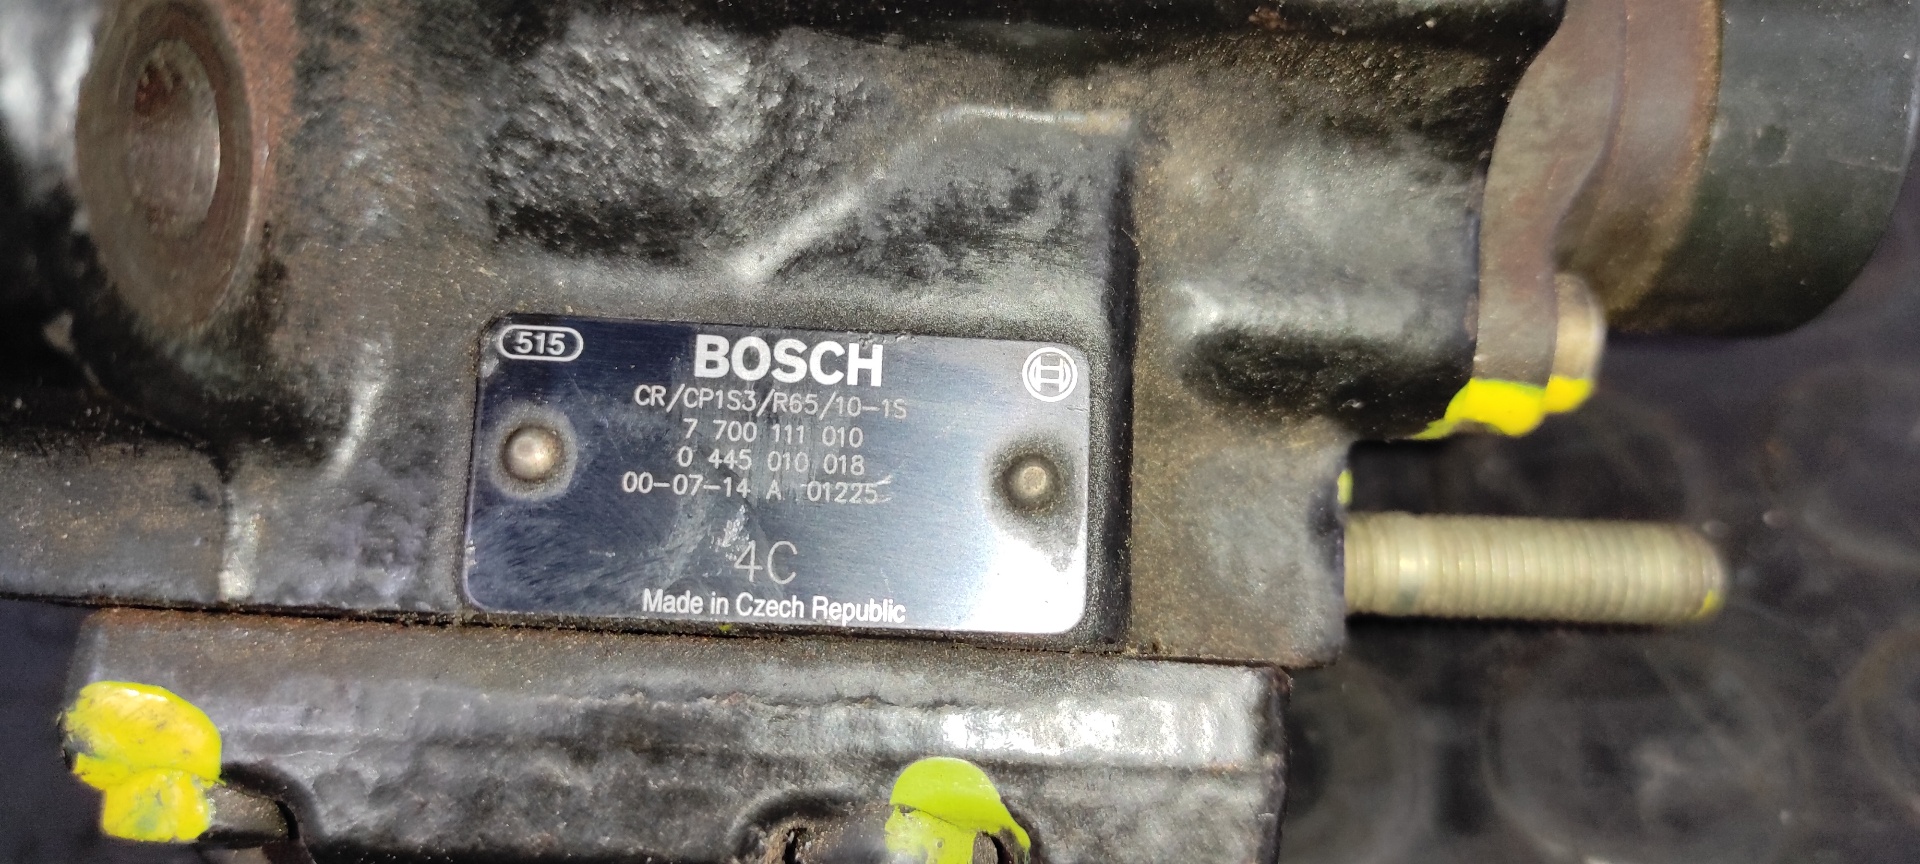 515
BOSCH
CR/CP1S3/R65/10-1S
7 700 111 010
0 445 010 018
00-07-14 A 01225
4C
Made in Czech Republic